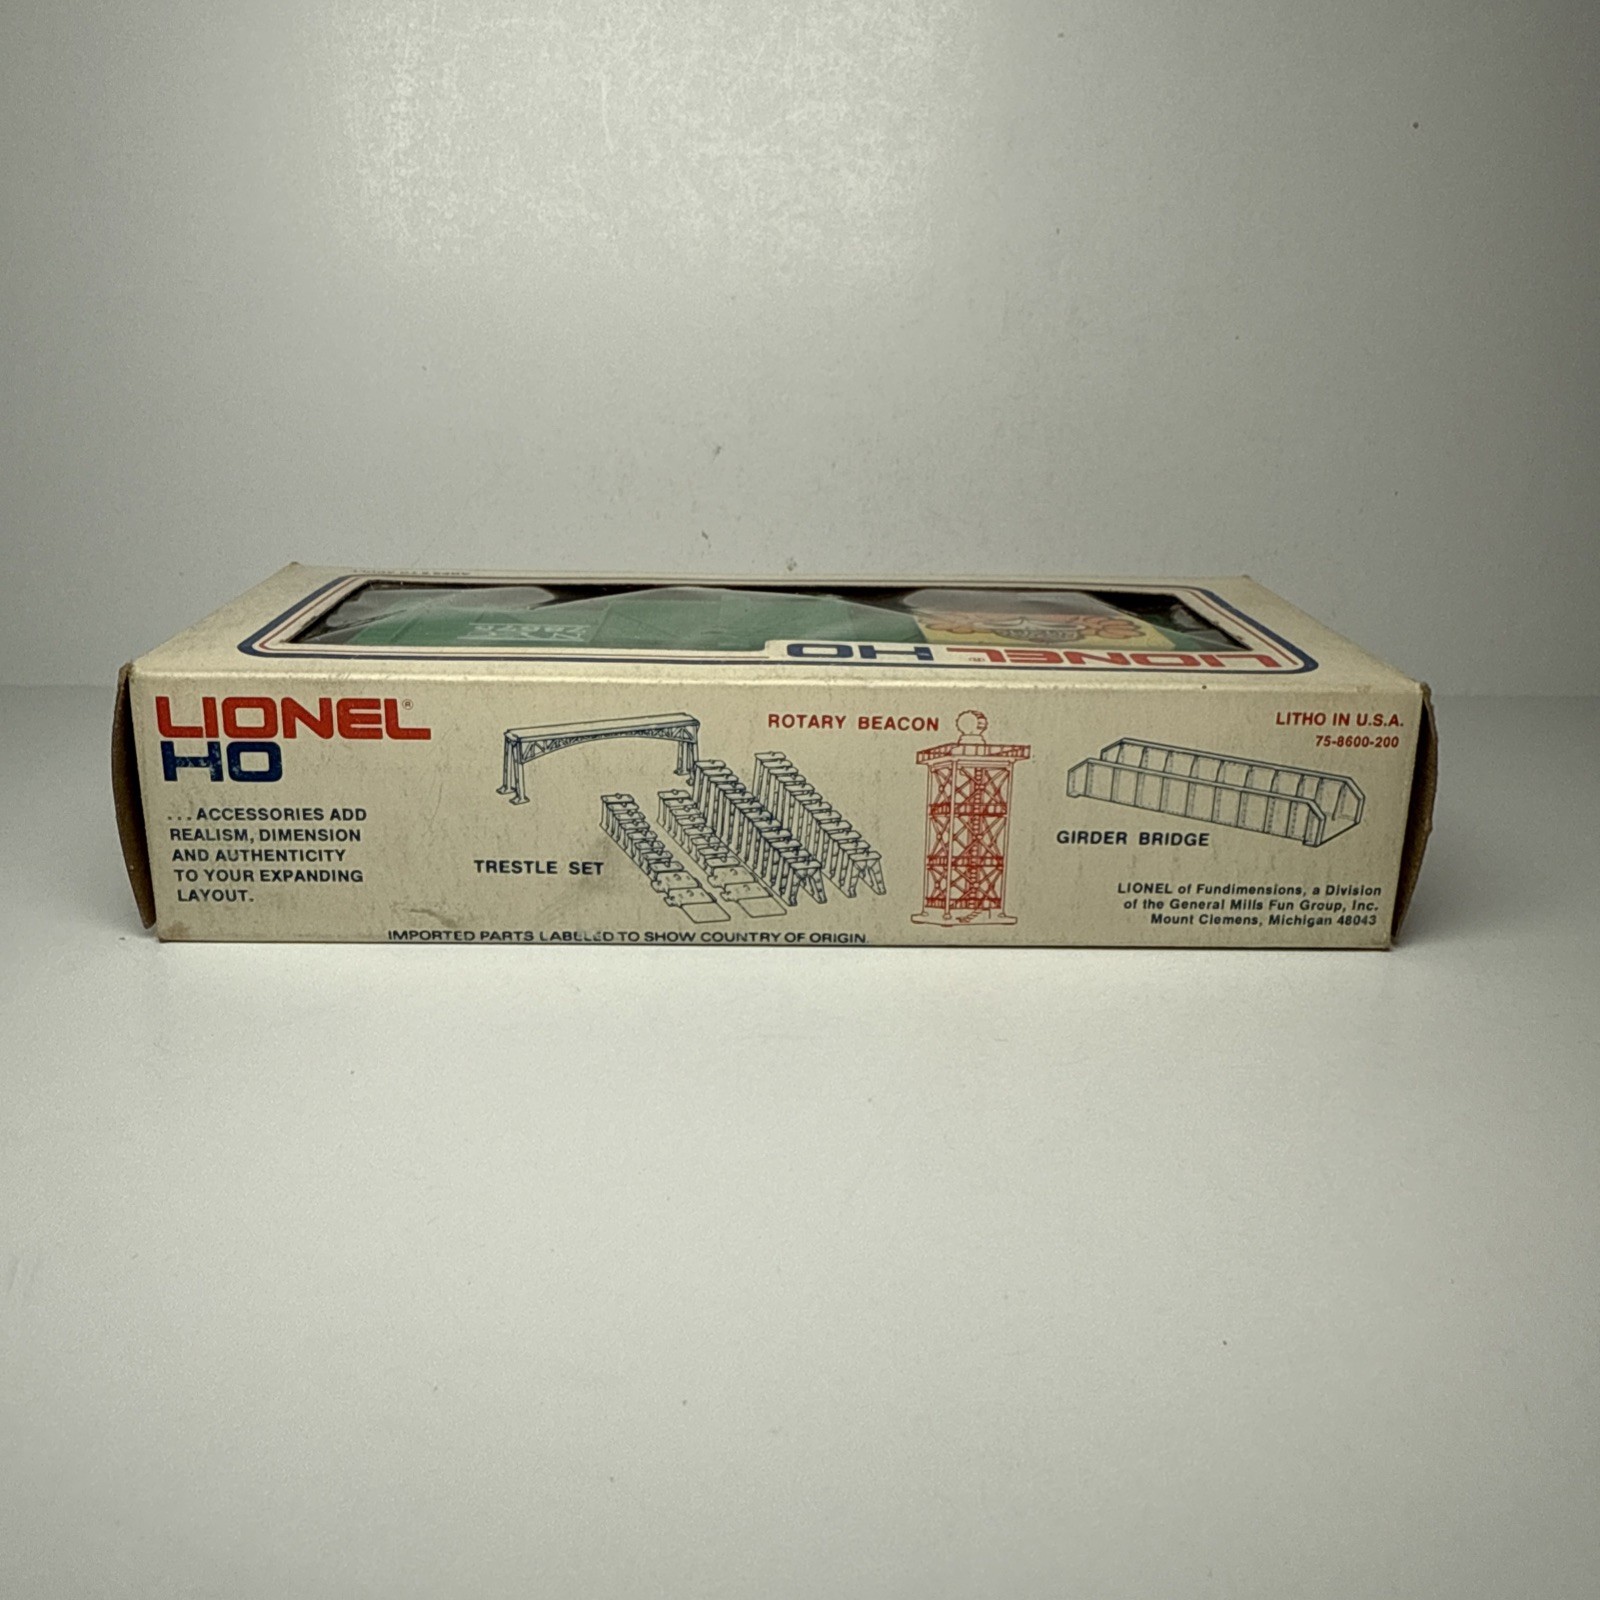 LIONEL HO
LIONEL®
HO
...ACCESSORIES ADD
REALISM, DIMENSION
AND AUTHENTICITY
TO YOUR EXPANDING
LAYOUT.
TRESTLE SET
ROTARY BEACON
GIRDER BRIDGE
LITHO IN U.S.A.
75-8600-200
LIONEL of Fundimensions, a Division
of the General Mills Fun Group, Inc.
Mount Clemens, Michigan 48043
IMPORTED PARTS LABELED TO SHOW COUNTRY OF ORIGIN